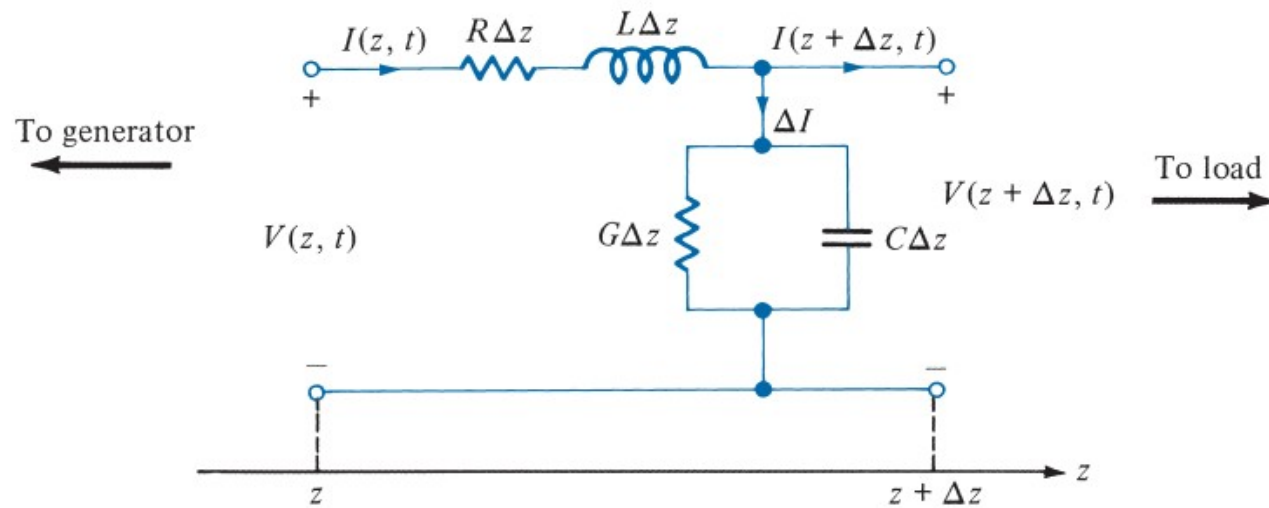 I(z, t)
RΔz
LΔz
I(z + Δz, t)
+
+
To generator
ΔI
To load
V(z + Δz, t)
V(z, t)
GΔz
CΔz
−
−
z
z
z + Δz